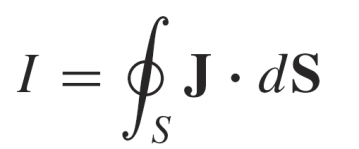 I = ∮_S J · dS